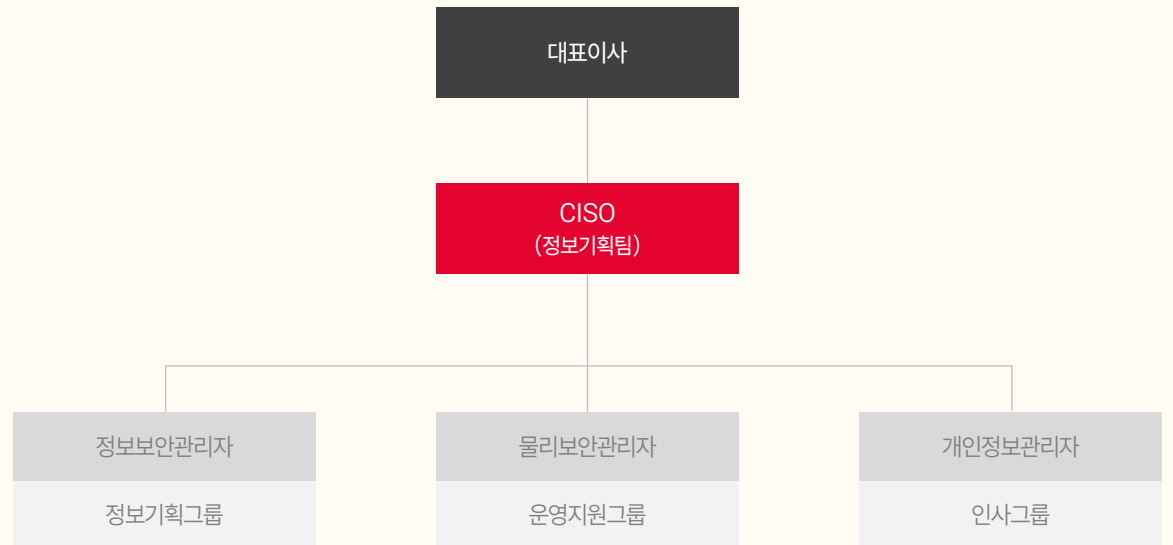 대표이사
CISO
(정보기획팀)
정보보안관리자
물리보안관리자
개인정보관리자
정보기획그룹
운영지원그룹
인사그룹